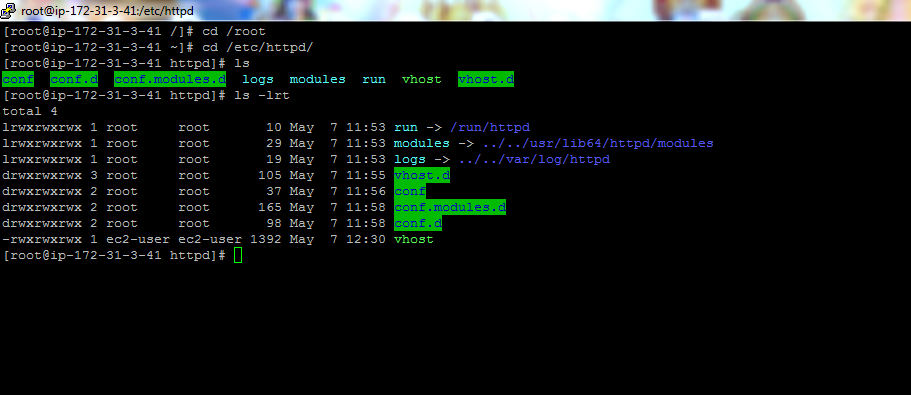 root@ip-172-31-3-41:/etc/httpd
[root@ip-172-31-3-41 /]# cd /root
[root@ip-172-31-3-41 ~]# cd /etc/httpd/
[root@ip-172-31-3-41 httpd]# ls
conf  conf.d  conf.modules.d  logs  modules  run  vhost  vhost.d
[root@ip-172-31-3-41 httpd]# ls -lrt
total 4
lrwxrwxrwx 1 root     root       10 May  7 11:53 run -> /run/httpd
lrwxrwxrwx 1 root     root       29 May  7 11:53 modules -> ../../usr/lib64/httpd/modules
lrwxrwxrwx 1 root     root       19 May  7 11:53 logs -> ../../var/log/httpd
drwxrwxrwx 3 root     root      105 May  7 11:55 vhost.d
drwxrwxrwx 2 root     root       37 May  7 11:56 conf
drwxrwxrwx 2 root     root      165 May  7 11:58 conf.modules.d
drwxrwxrwx 2 root     root       98 May  7 11:58 conf.d
-rwxrwxrwx 1 ec2-user ec2-user 1392 May  7 12:30 vhost
[root@ip-172-31-3-41 httpd]#